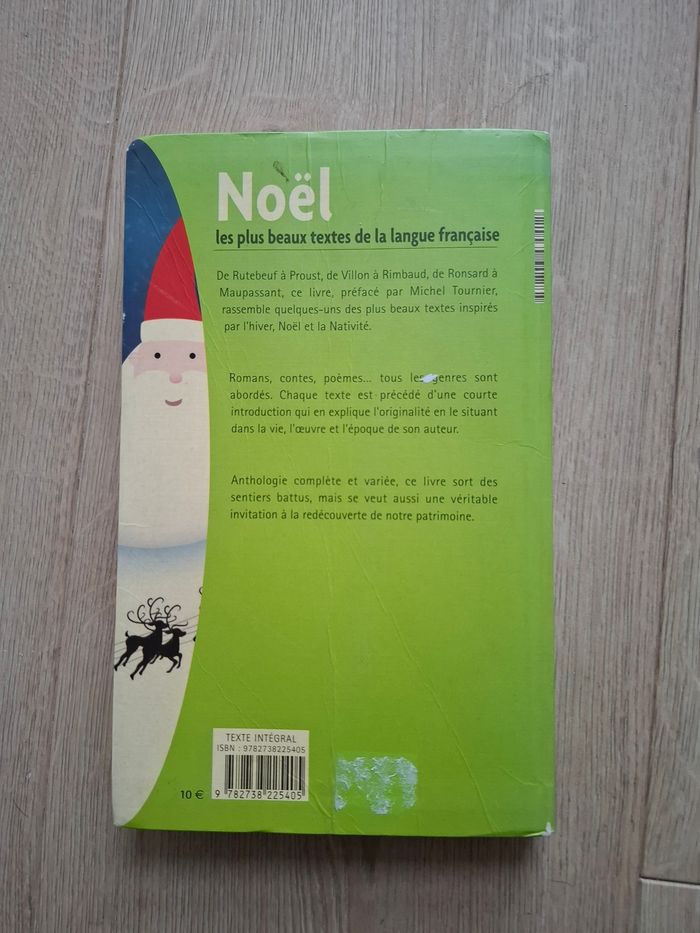 Noël
les plus beaux textes de la langue française
De Rutebeuf à Proust, de Villon à Rimbaud, de Ronsard à
Maupassant, ce livre, préfacé par Michel Tournier,
rassemble quelques-uns des plus beaux textes inspirés
par l'hiver, Noël et la Nativité.
Romans, contes, poèmes... tous les genres sont
abordés. Chaque texte est précédé d'une courte
introduction qui en explique l'originalité en le situant
dans la vie, l'œuvre et l'époque de son auteur.
Anthologie complète et variée, ce livre sort des
sentiers battus, mais se veut aussi une véritable
invitation à la redécouverte de notre patrimoine.
TEXTE INTÉGRAL
ISBN : 9782738225405
10 €
9 782738 225405